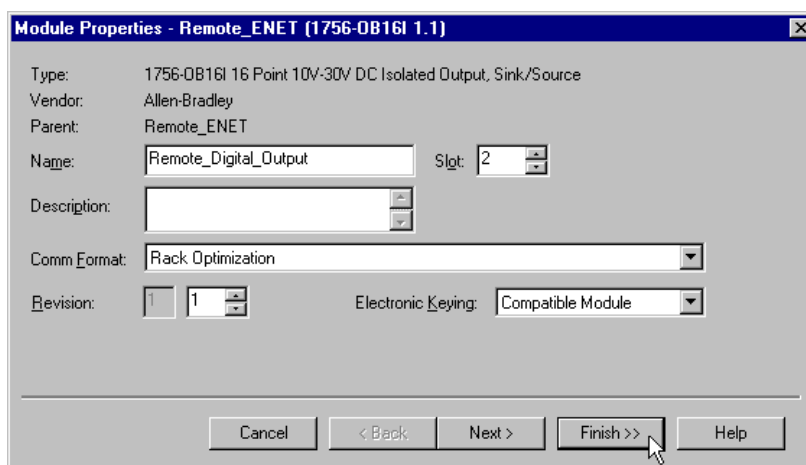 Module Properties - Remote_ENET (1756-OB16I 1.1)
Type: 1756-OB16I 16 Point 10V-30V DC Isolated Output, Sink/Source
Vendor: Allen-Bradley
Parent: Remote_ENET
Name: Remote_Digital_Output Slot: 2
Description:
Comm Format: Rack Optimization
Revision: 1 1 Electronic Keying: Compatible Module
Cancel < Back Next > Finish >> Help